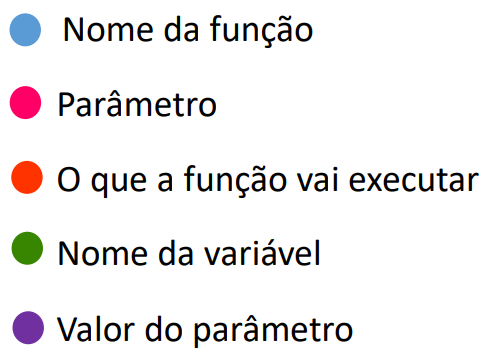 Nome da função
Parâmetro
O que a função vai executar
Nome da variável
Valor do parâmetro